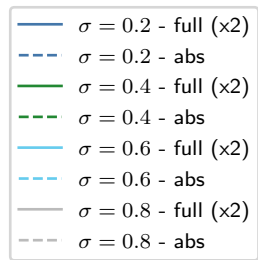 σ = 0.2 - full (x2)
σ = 0.2 - abs
σ = 0.4 - full (x2)
σ = 0.4 - abs
σ = 0.6 - full (x2)
σ = 0.6 - abs
σ = 0.8 - full (x2)
σ = 0.8 - abs